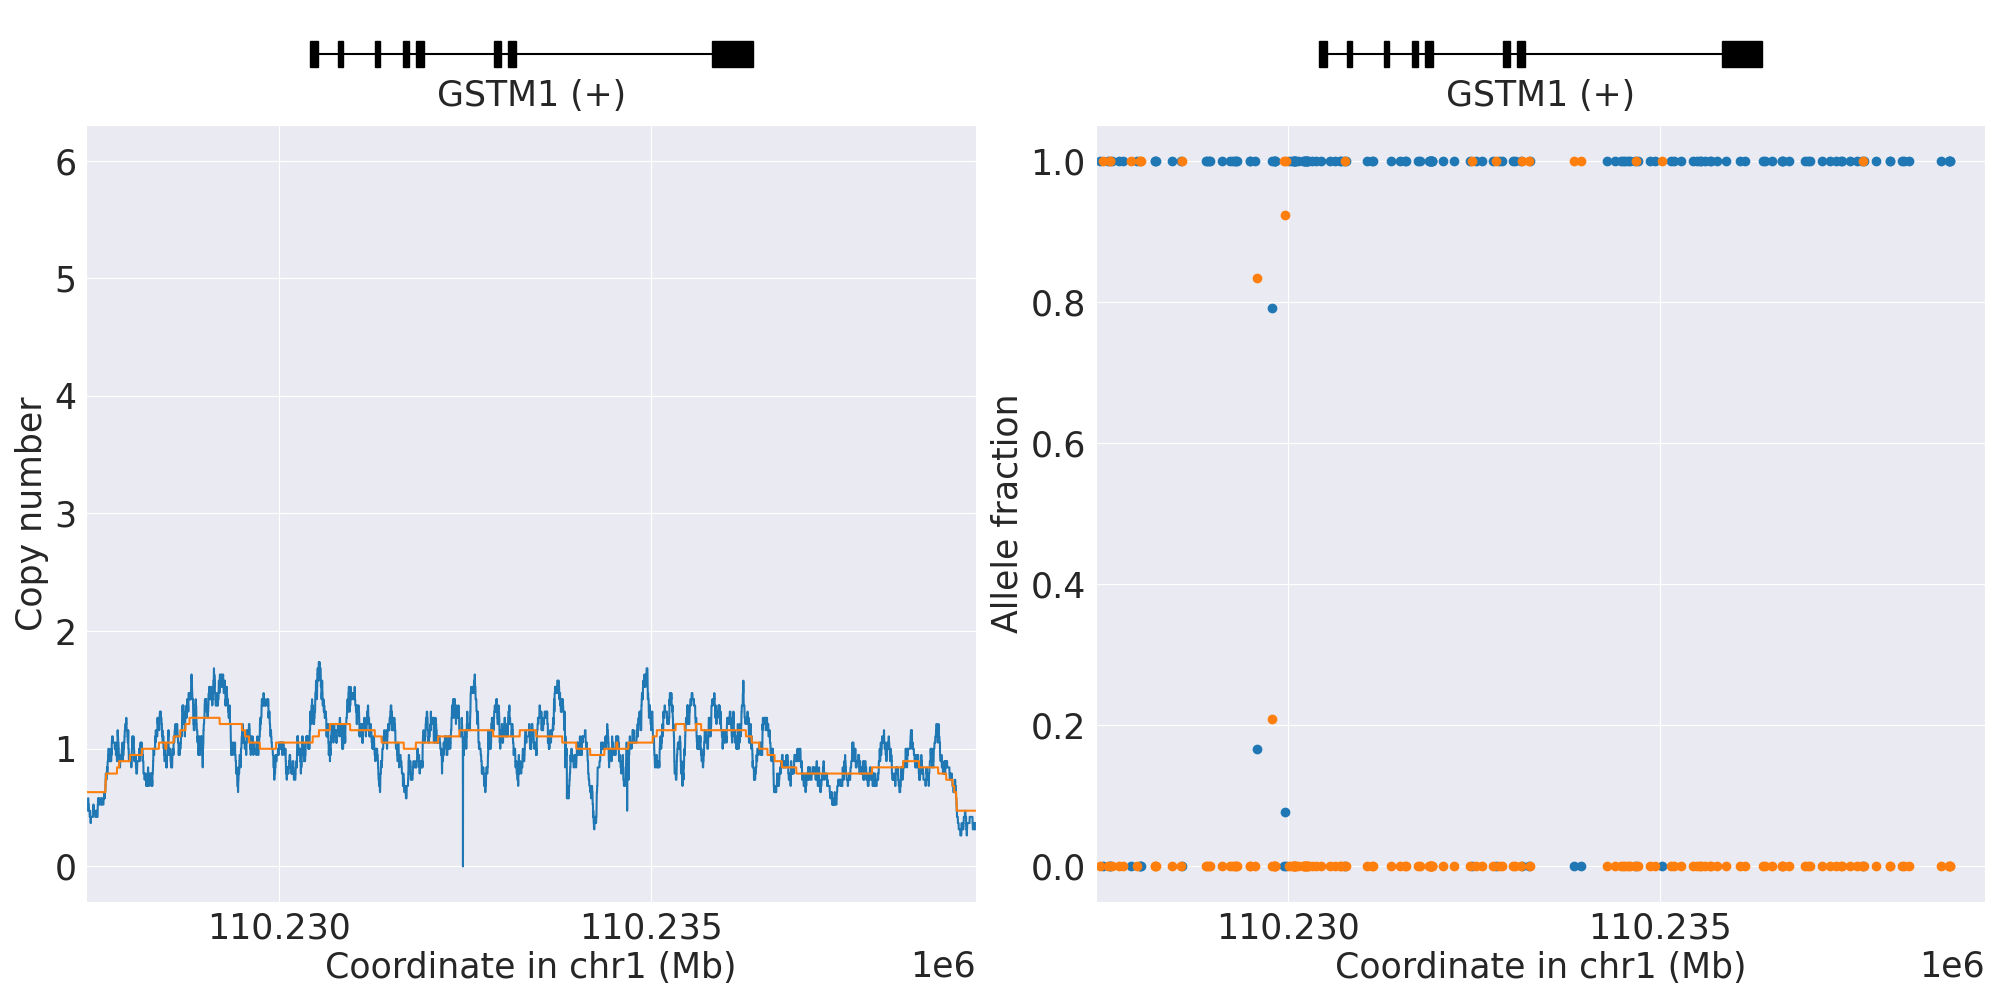 GSTM1 (+)
6
5
4
3
2
1
0
Copy number
110.230
110.235
Coordinate in chr1 (Mb)
1e6
GSTM1 (+)
1.0
0.8
0.6
0.4
0.2
0.0
Allele fraction
110.230
110.235
Coordinate in chr1 (Mb)
1e6